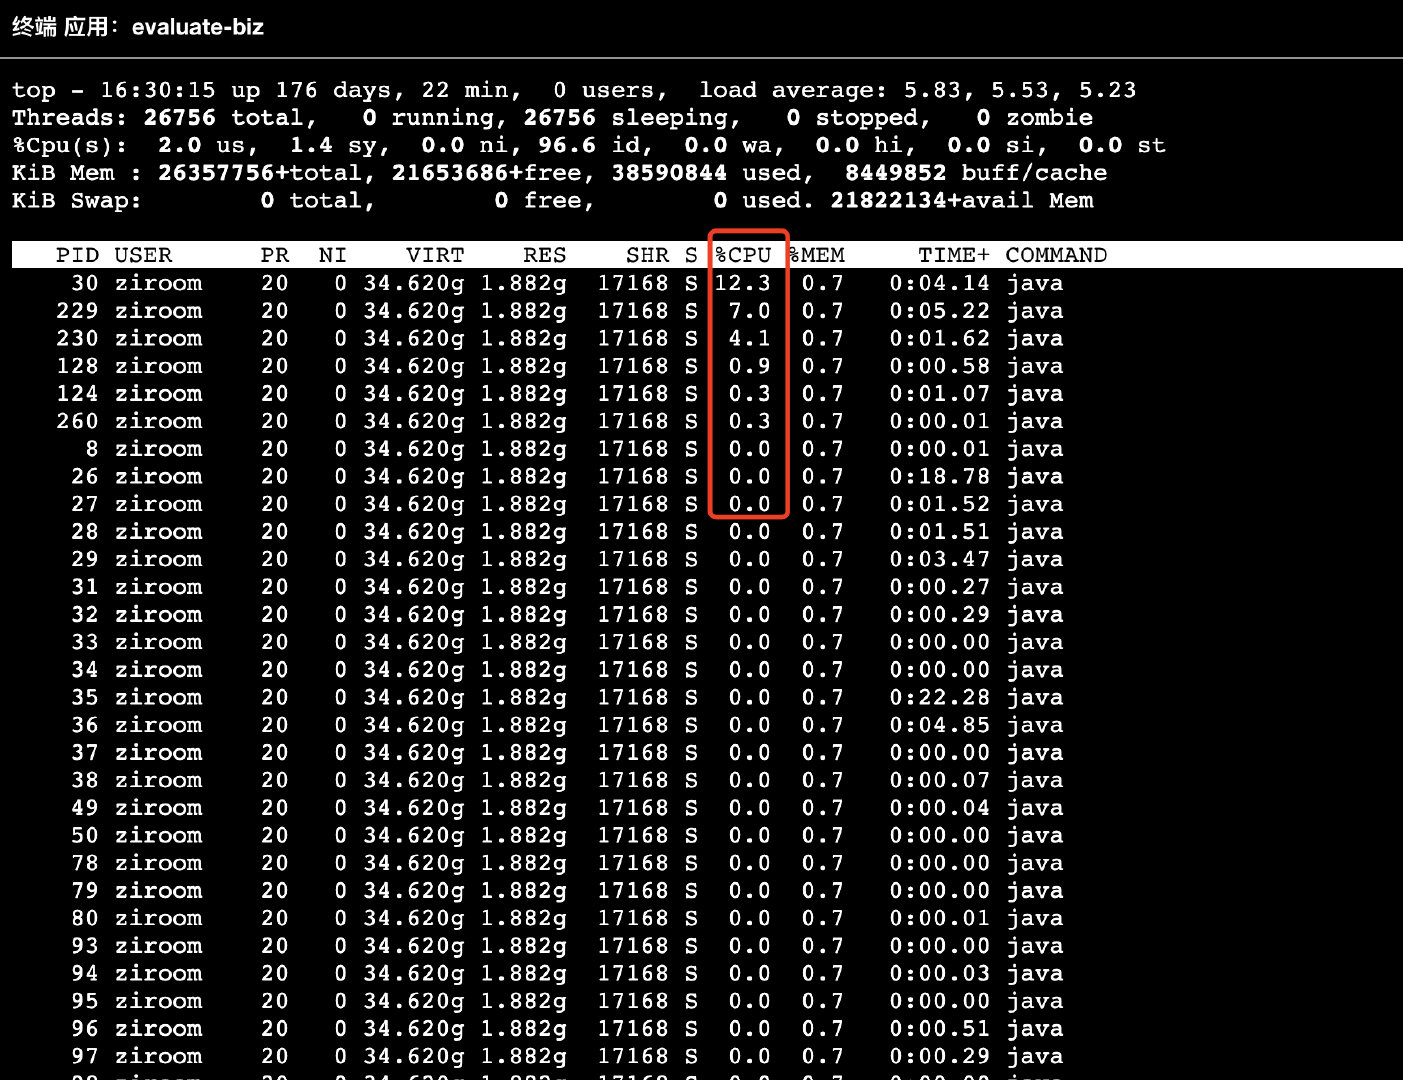 终端 应用：evaluate-biz
top - 16:30:15 up 176 days, 22 min,  0 users,  load average: 5.83, 5.53, 5.23
Threads: 26756 total,   0 running, 26756 sleeping,   0 stopped,   0 zombie
%Cpu(s):  2.0 us,  1.4 sy,  0.0 ni, 96.6 id,  0.0 wa,  0.0 hi,  0.0 si,  0.0 st
KiB Mem : 26357756+total, 21653686+free, 38590844 used,  8449852 buff/cache
KiB Swap:        0 total,        0 free,        0 used. 21822134+avail Mem
PID USER PR NI VIRT RES SHR S %CPU %MEM TIME+ COMMAND
30 ziroom 20 0 34.620g 1.882g 17168 S 12.3 0.7 0:04.14 java
229 ziroom 20 0 34.620g 1.882g 17168 S 7.0 0.7 0:05.22 java
230 ziroom 20 0 34.620g 1.882g 17168 S 4.1 0.7 0:01.62 java
128 ziroom 20 0 34.620g 1.882g 17168 S 0.9 0.7 0:00.58 java
124 ziroom 20 0 34.620g 1.882g 17168 S 0.3 0.7 0:01.07 java
260 ziroom 20 0 34.620g 1.882g 17168 S 0.3 0.7 0:00.01 java
8 ziroom 20 0 34.620g 1.882g 17168 S 0.0 0.7 0:00.01 java
26 ziroom 20 0 34.620g 1.882g 17168 S 0.0 0.7 0:18.78 java
27 ziroom 20 0 34.620g 1.882g 17168 S 0.0 0.7 0:01.52 java
28 ziroom 20 0 34.620g 1.882g 17168 S 0.0 0.7 0:01.51 java
29 ziroom 20 0 34.620g 1.882g 17168 S 0.0 0.7 0:03.47 java
31 ziroom 20 0 34.620g 1.882g 17168 S 0.0 0.7 0:00.27 java
32 ziroom 20 0 34.620g 1.882g 17168 S 0.0 0.7 0:00.29 java
33 ziroom 20 0 34.620g 1.882g 17168 S 0.0 0.7 0:00.00 java
34 ziroom 20 0 34.620g 1.882g 17168 S 0.0 0.7 0:00.00 java
35 ziroom 20 0 34.620g 1.882g 17168 S 0.0 0.7 0:22.28 java
36 ziroom 20 0 34.620g 1.882g 17168 S 0.0 0.7 0:04.85 java
37 ziroom 20 0 34.620g 1.882g 17168 S 0.0 0.7 0:00.00 java
38 ziroom 20 0 34.620g 1.882g 17168 S 0.0 0.7 0:00.07 java
49 ziroom 20 0 34.620g 1.882g 17168 S 0.0 0.7 0:00.04 java
50 ziroom 20 0 34.620g 1.882g 17168 S 0.0 0.7 0:00.00 java
78 ziroom 20 0 34.620g 1.882g 17168 S 0.0 0.7 0:00.00 java
79 ziroom 20 0 34.620g 1.882g 17168 S 0.0 0.7 0:00.00 java
80 ziroom 20 0 34.620g 1.882g 17168 S 0.0 0.7 0:00.01 java
93 ziroom 20 0 34.620g 1.882g 17168 S 0.0 0.7 0:00.00 java
94 ziroom 20 0 34.620g 1.882g 17168 S 0.0 0.7 0:00.03 java
95 ziroom 20 0 34.620g 1.882g 17168 S 0.0 0.7 0:00.00 java
96 ziroom 20 0 34.620g 1.882g 17168 S 0.0 0.7 0:00.51 java
97 ziroom 20 0 34.620g 1.882g 17168 S 0.0 0.7 0:00.29 java